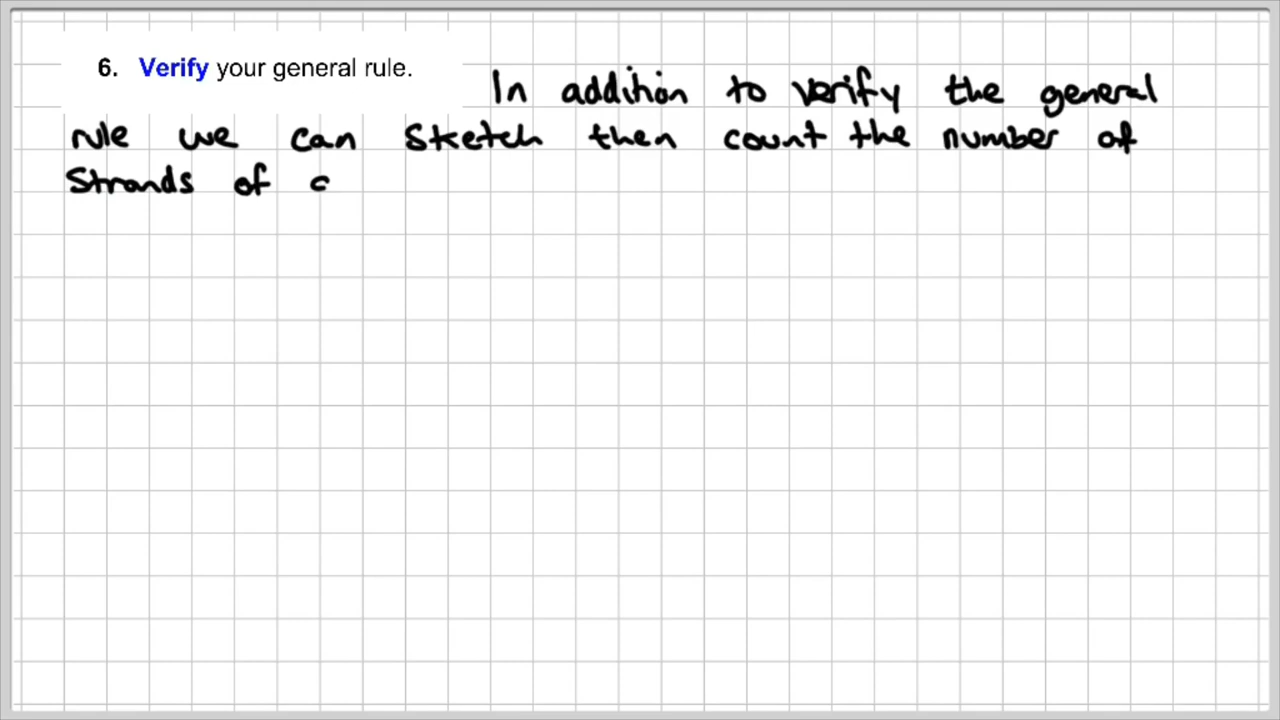 6. Verify your general rule. In addition to verify the general
rule we can sketch then count the number of
strands of a